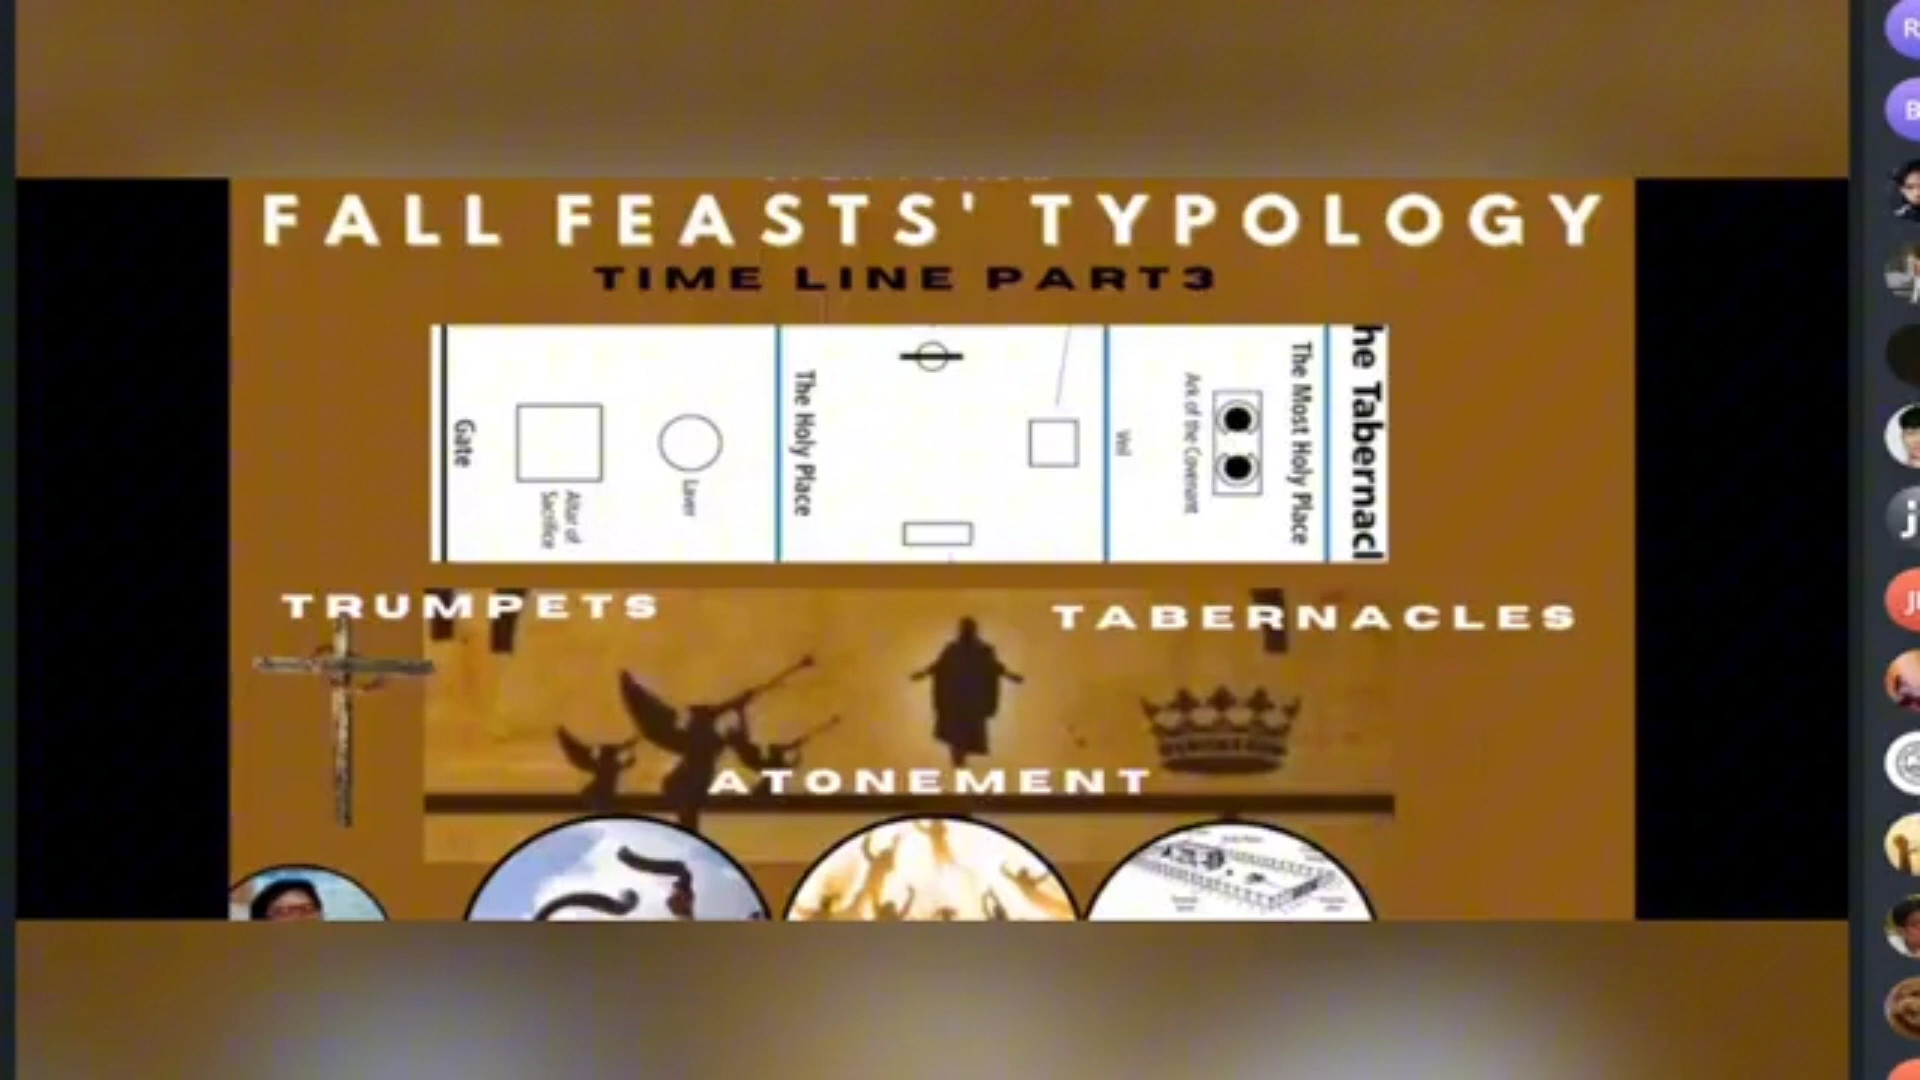 FALL FEASTS' TYPOLOGY
TIME LINE PART3
Gate
Altar of
Sacrifice
Laver
The Holy Place
Veil
Ark of the Covenant
The Most Holy Place
he Tabernacl
TRUMPETS
TABERNACLES
ATONEMENT
R
B
j